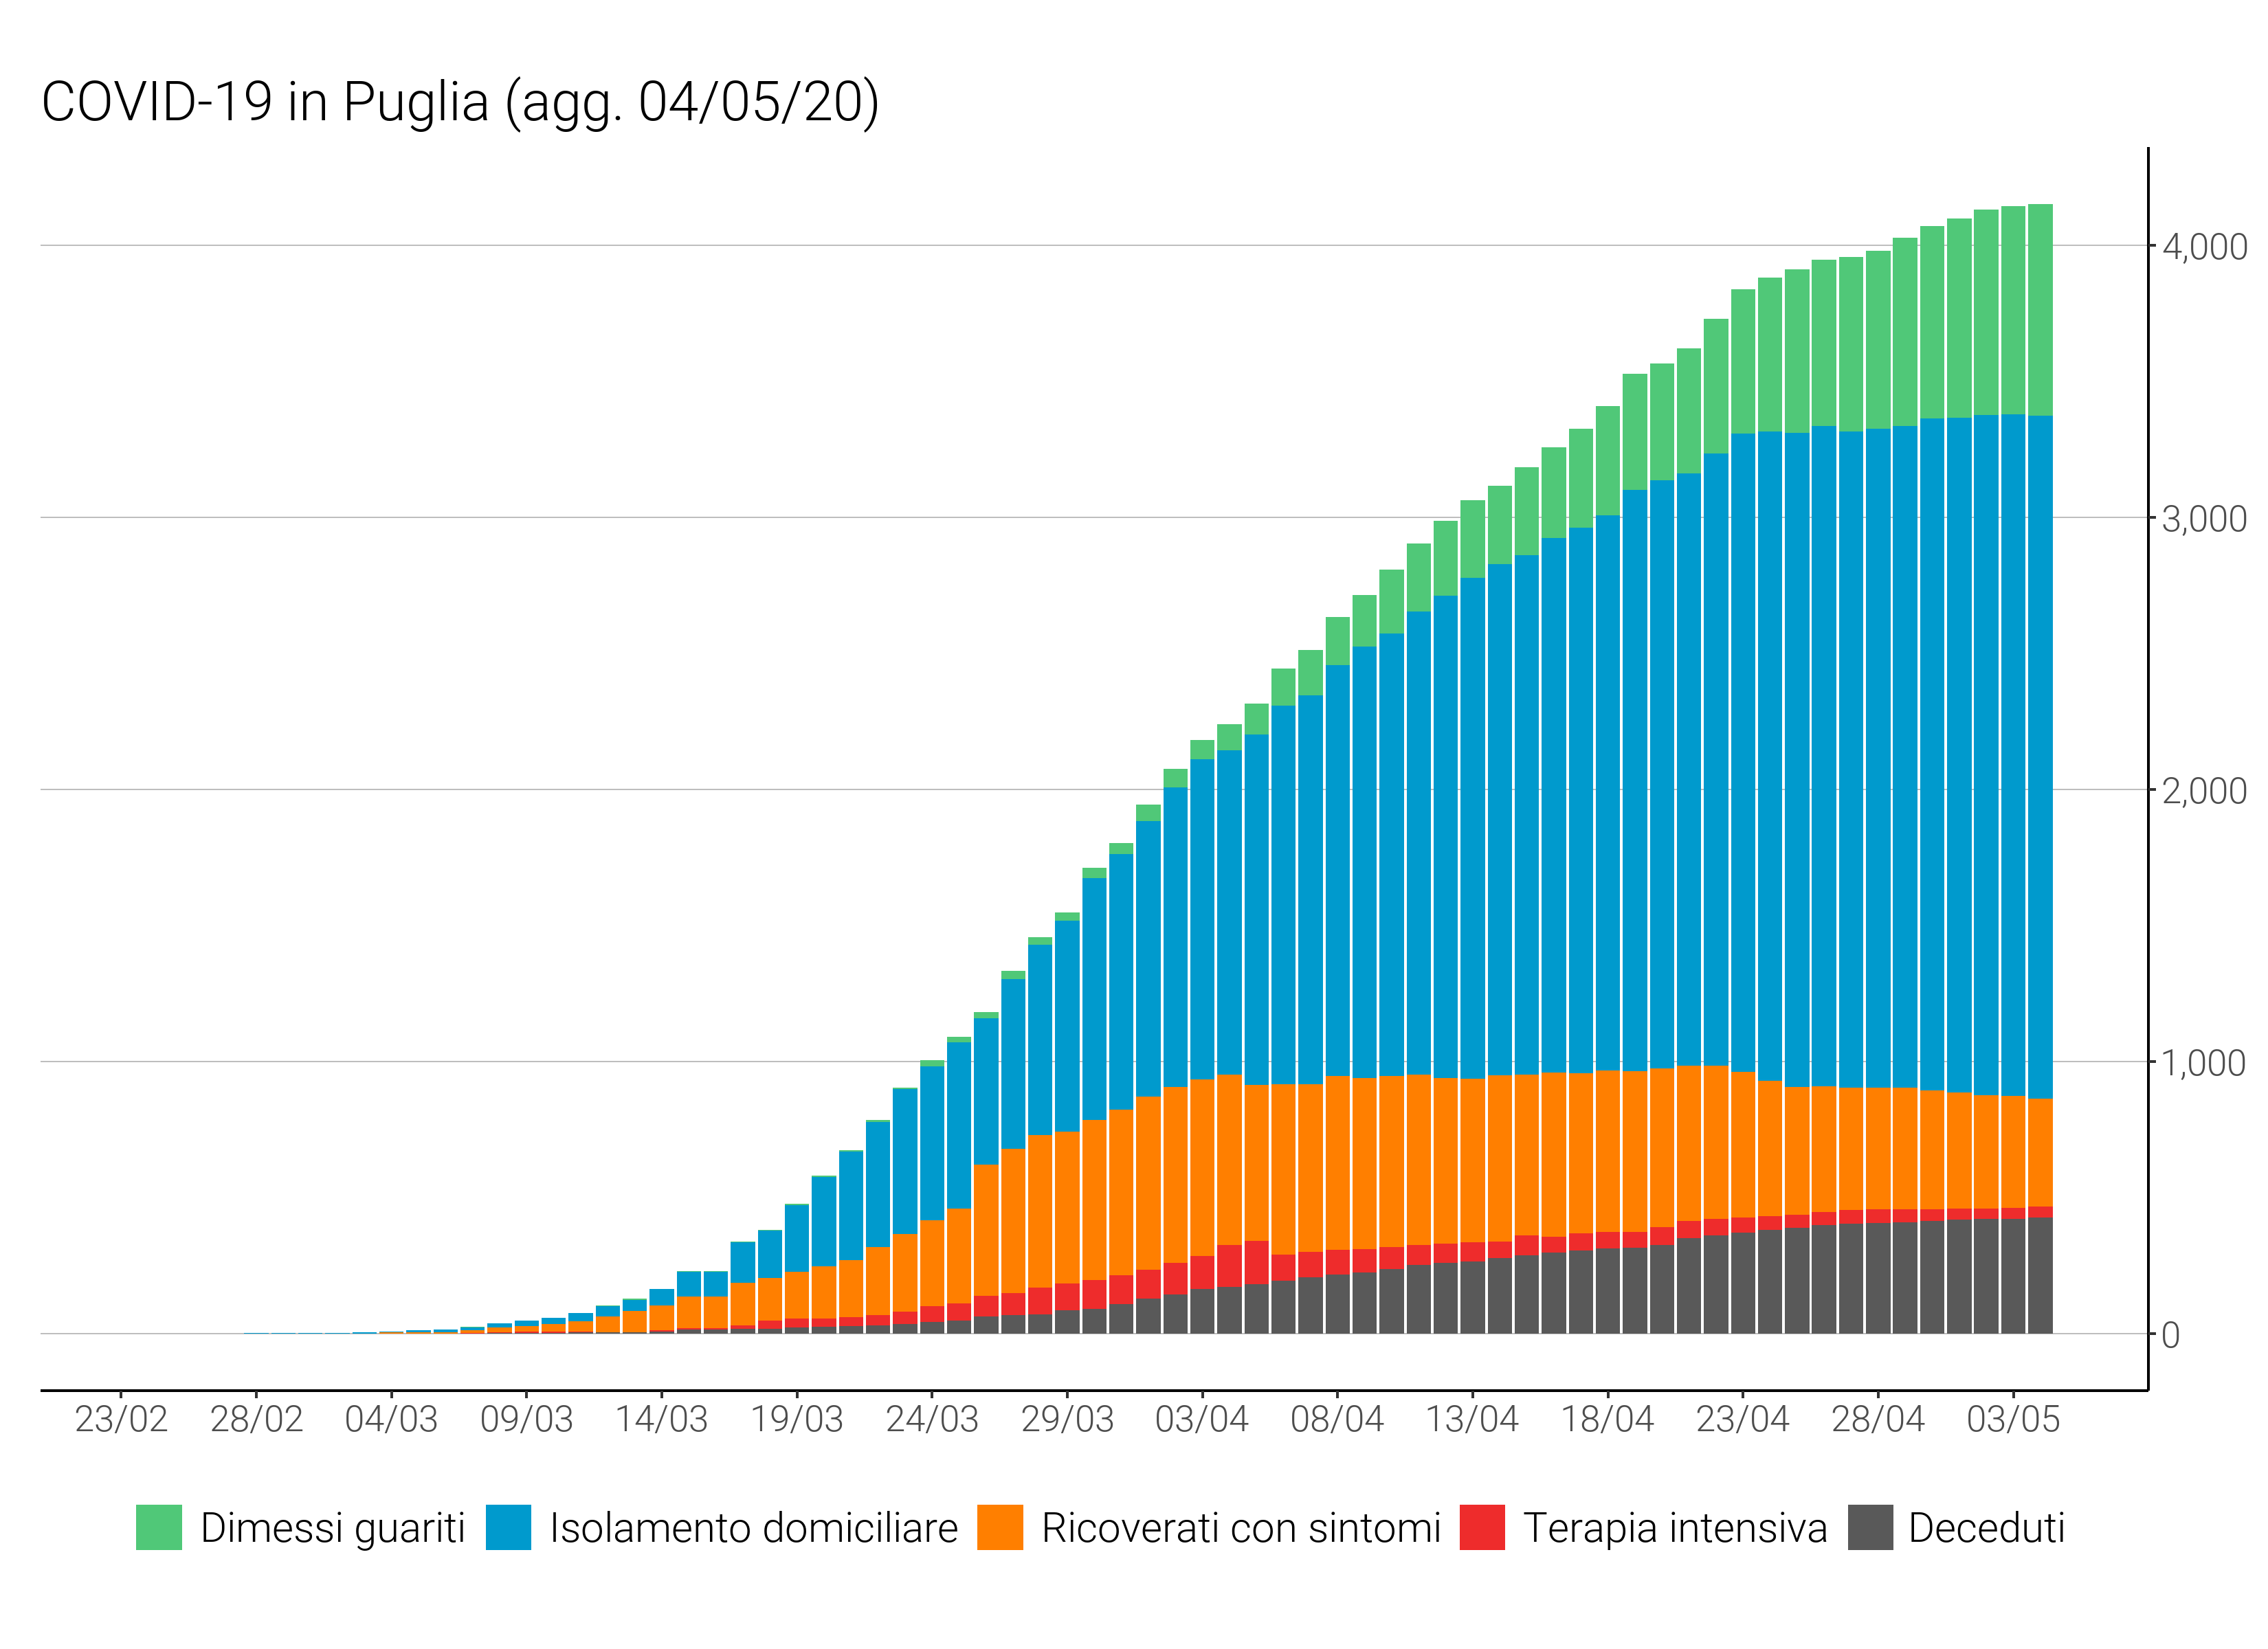 COVID-19 in Puglia (agg. 04/05/20)
4,000
3,000
2,000
1,000
0
23/02 28/02 04/03 09/03 14/03 19/03 24/03 29/03 03/04 08/04 13/04 18/04 23/04 28/04 03/05
Dimessi guariti Isolamento domiciliare Ricoverati con sintomi Terapia intensiva Deceduti